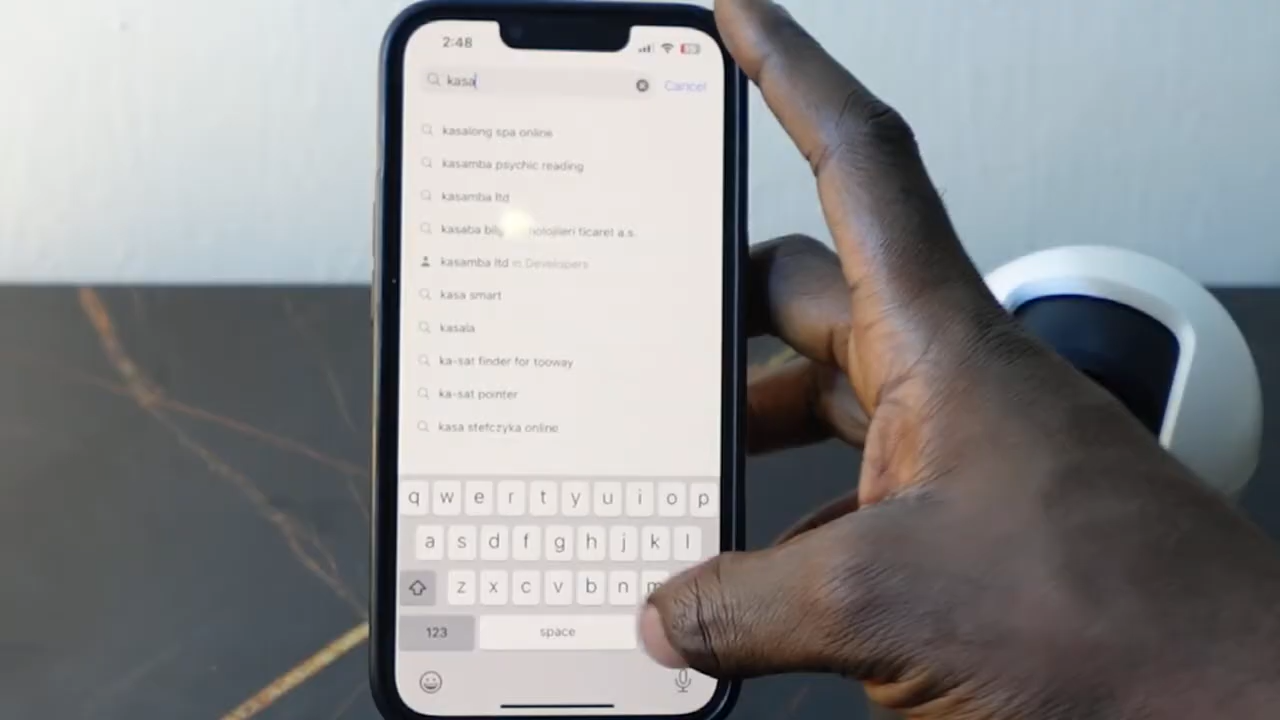 2:48
kasa
Cancel
kasalong spa online
kasamba psychic reading
kasamba ltd
kasaba ticaret a.s.
kasamba ltd in Developers
kasa smart
kasala
ka-sat finder for tooway
ka-sat pointer
kasa stefczyka online
q w e r t y u i o p
a s d f g h j k l
z x c v b n m
123 space